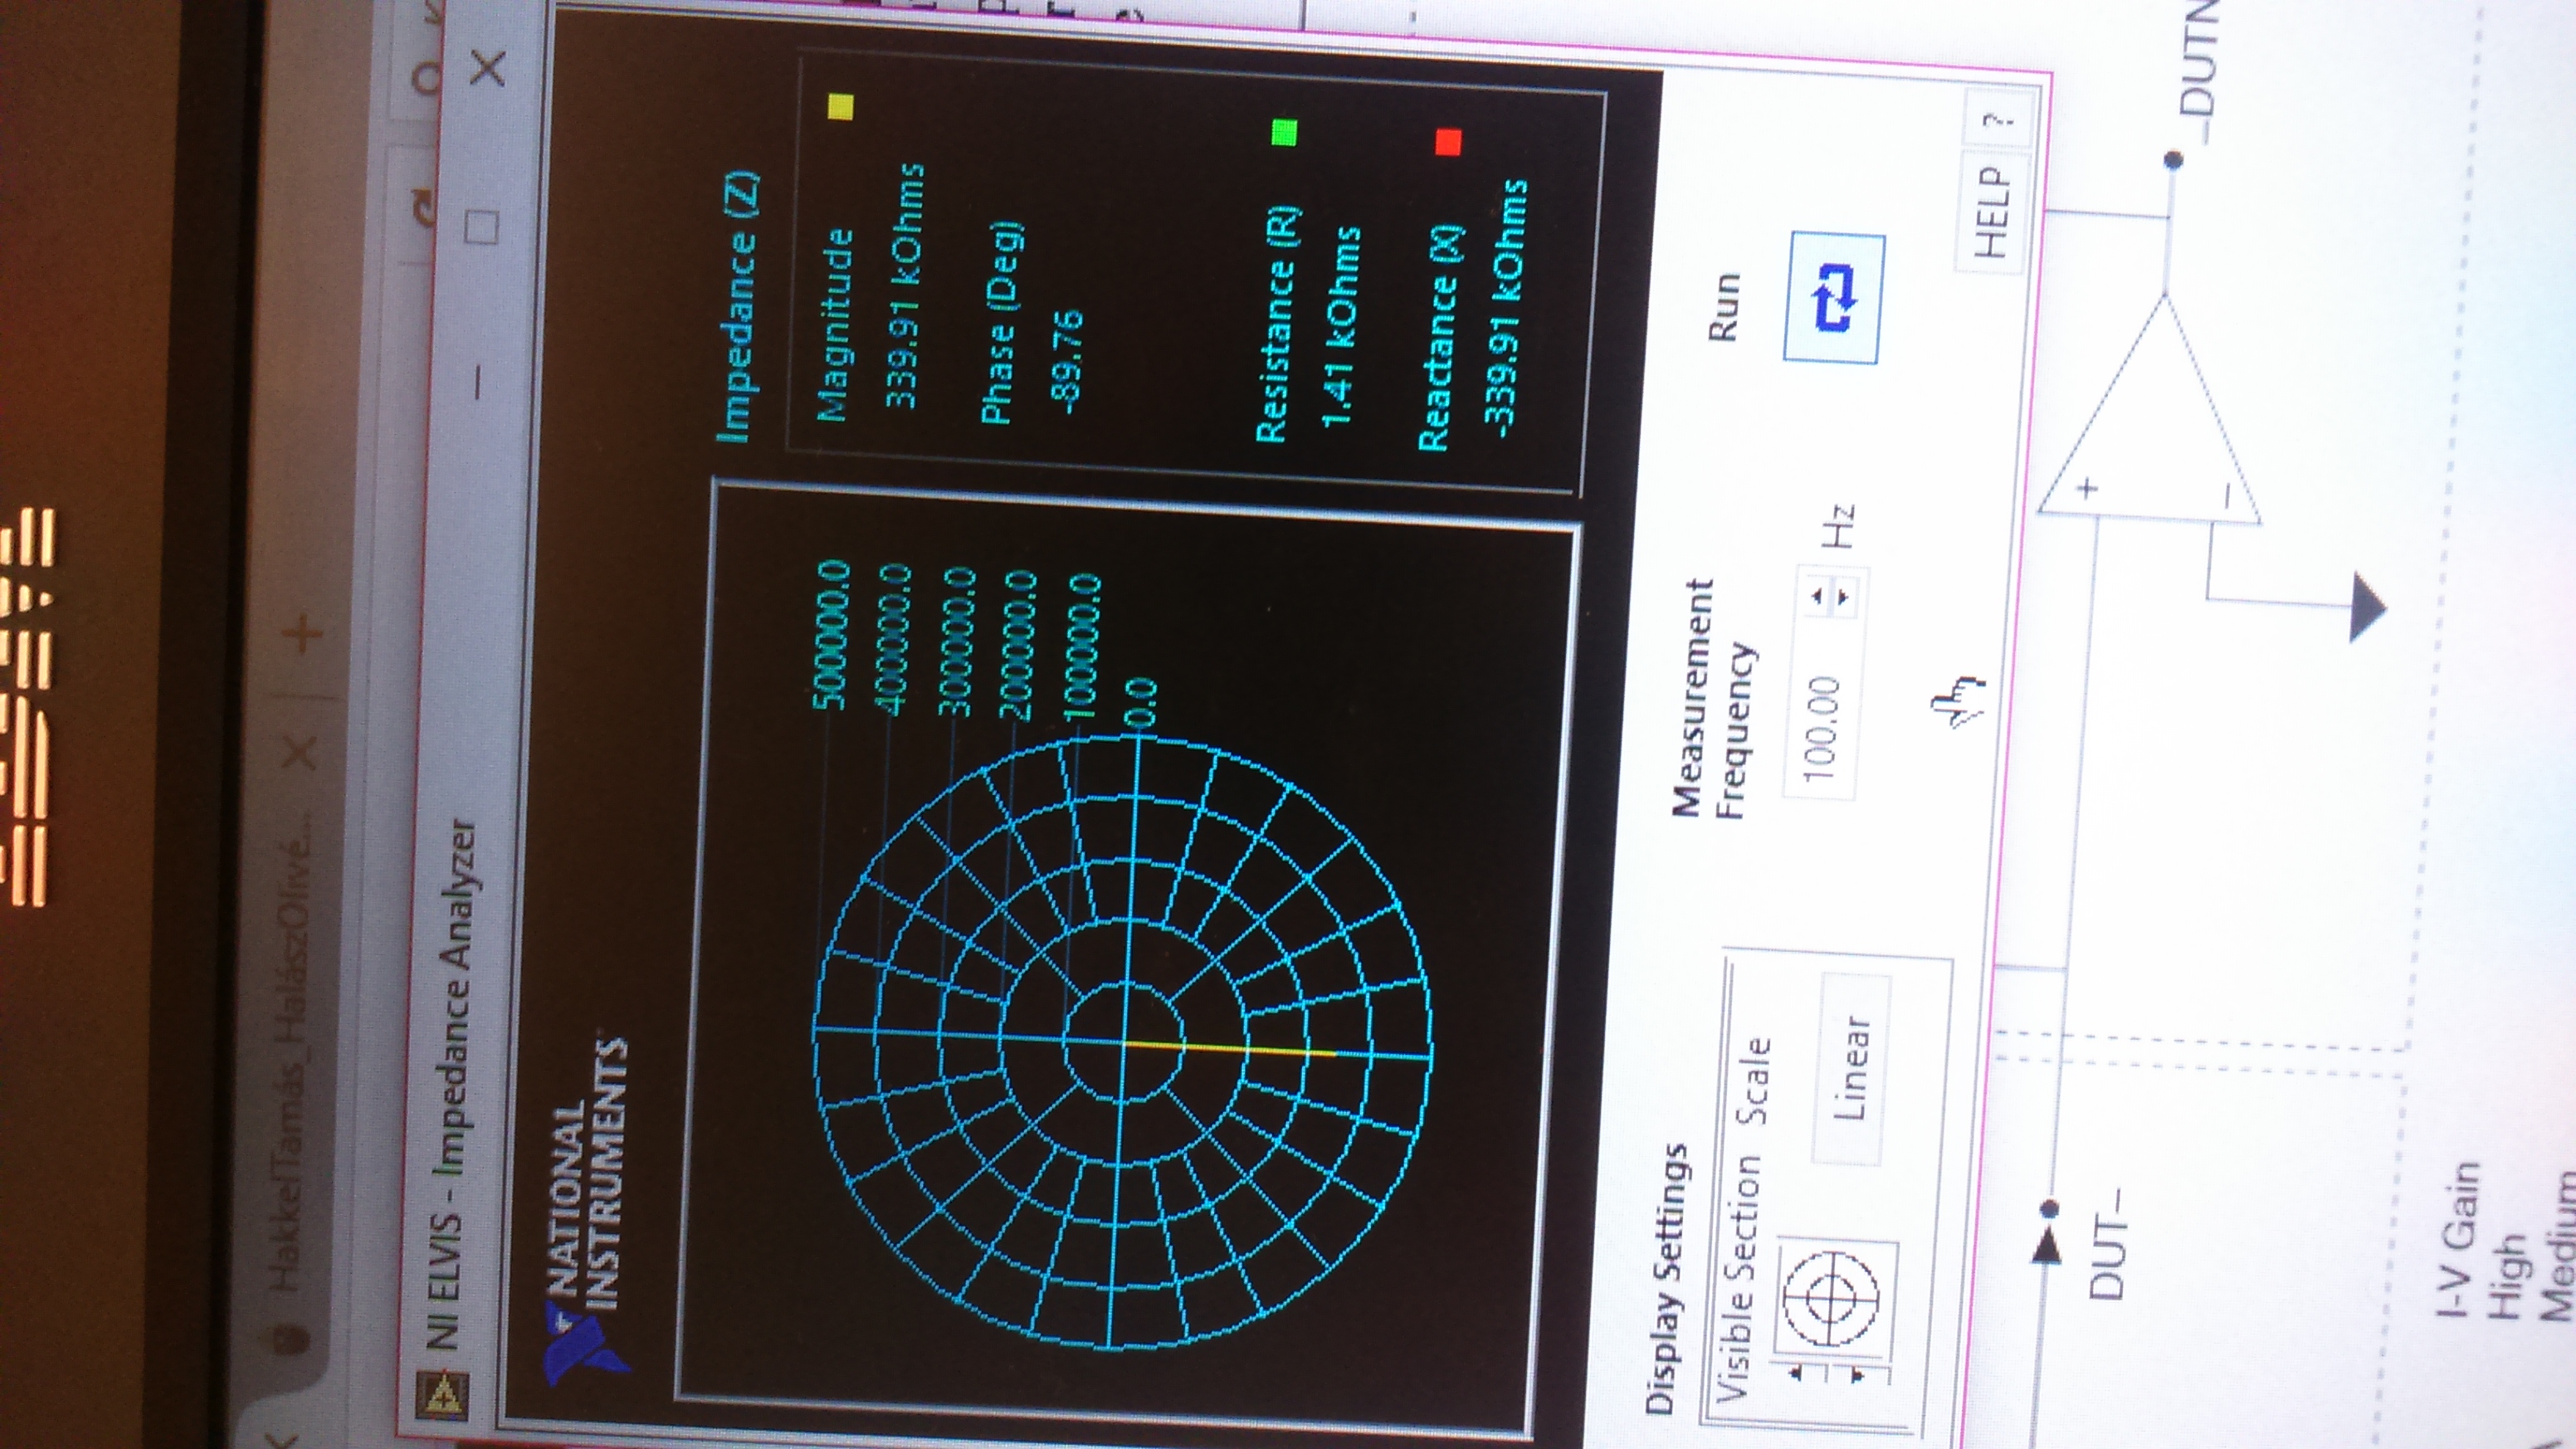 HakkelTamás_HalászOlivé...
NI ELVIS - Impedance Analyzer
NATIONAL
INSTRUMENTS
500000.0
400000.0
300000.0
200000.0
100000.0
0.0
Impedance (Z)
Magnitude
339.91 kOhms
Phase (Deg)
-89.76
Resistance (R)
1.41 kOhms
Reactance (X)
-339.91 kOhms
Display Settings
Visible Section
Scale
Linear
Measurement
Frequency
100.00
Hz
Run
HELP
?
DUT–
+
–
DUTN
I-V Gain
High
Medium